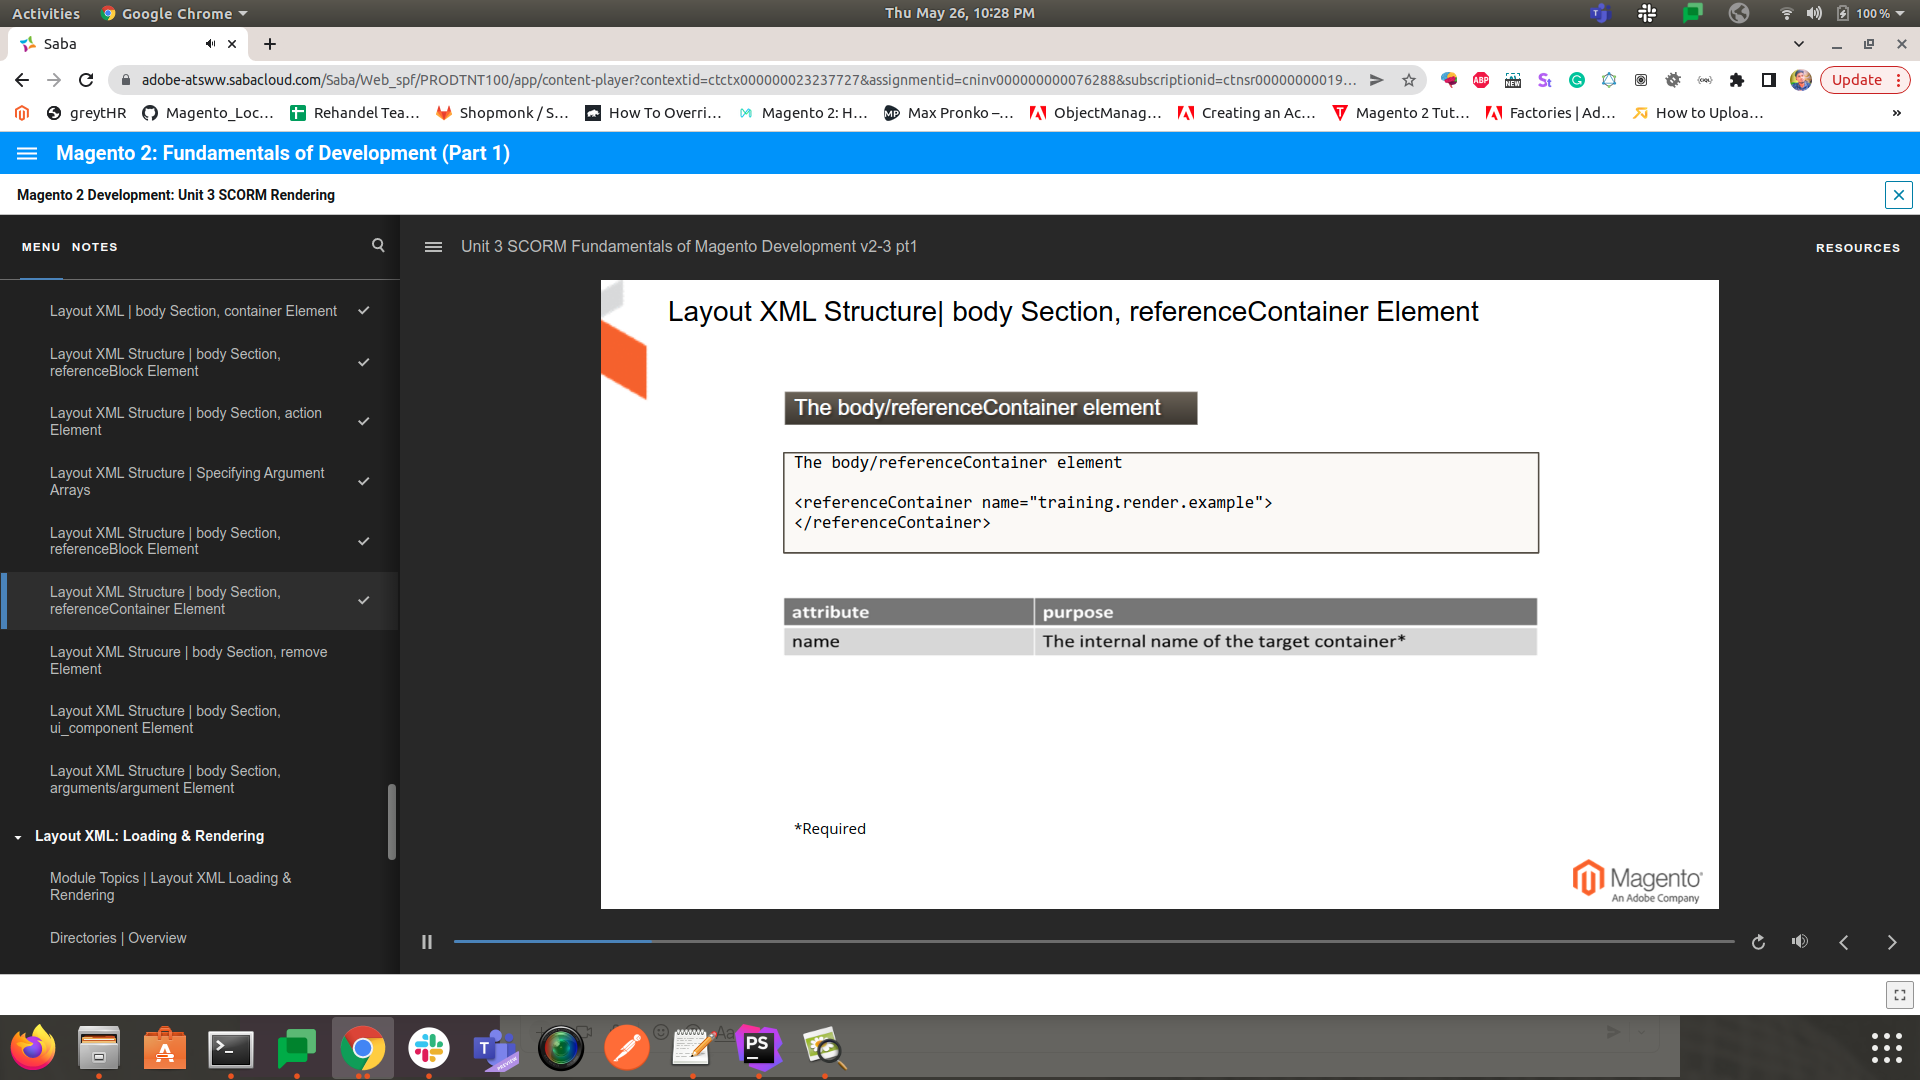 Activities Google Chrome Thu May 26, 10:28 PM 100 %
Saba
adobe-atsww.sabacloud.com/Saba/Web_spf/PRODTNT100/app/content-player?contextid=ctctx000000023237727&assignmentid=cninv000000000076288&subscriptionid=ctnsr00000000019... ABP NEW Update
greytHR Magento_Loc... Rehandel Tea... Shopmonk / S... How To Overri... Magento 2: H... Max Pronko –... ObjectManag... Creating an Ac... Magento 2 Tut... Factories | Ad... How to Uploa... »
Magento 2: Fundamentals of Development (Part 1)
Magento 2 Development: Unit 3 SCORM Rendering
MENU NOTES
Unit 3 SCORM Fundamentals of Magento Development v2-3 pt1
RESOURCES
Layout XML | body Section, container Element
Layout XML Structure | body Section,
referenceBlock Element
Layout XML Structure | body Section, action
Element
Layout XML Structure | Specifying Argument
Arrays
Layout XML Structure | body Section,
referenceBlock Element
Layout XML Structure | body Section,
referenceContainer Element
Layout XML Strucure | body Section, remove
Element
Layout XML Structure | body Section,
ui_component Element
Layout XML Structure | body Section,
arguments/argument Element
Layout XML: Loading & Rendering
Module Topics | Layout XML Loading &
Rendering
Directories | Overview
Layout XML Structure| body Section, referenceContainer Element
The body/referenceContainer element
The body/referenceContainer element
<referenceContainer name="training.render.example">
</referenceContainer>
attribute purpose
name The internal name of the target container*
*Required
Magento
An Adobe Company
PS